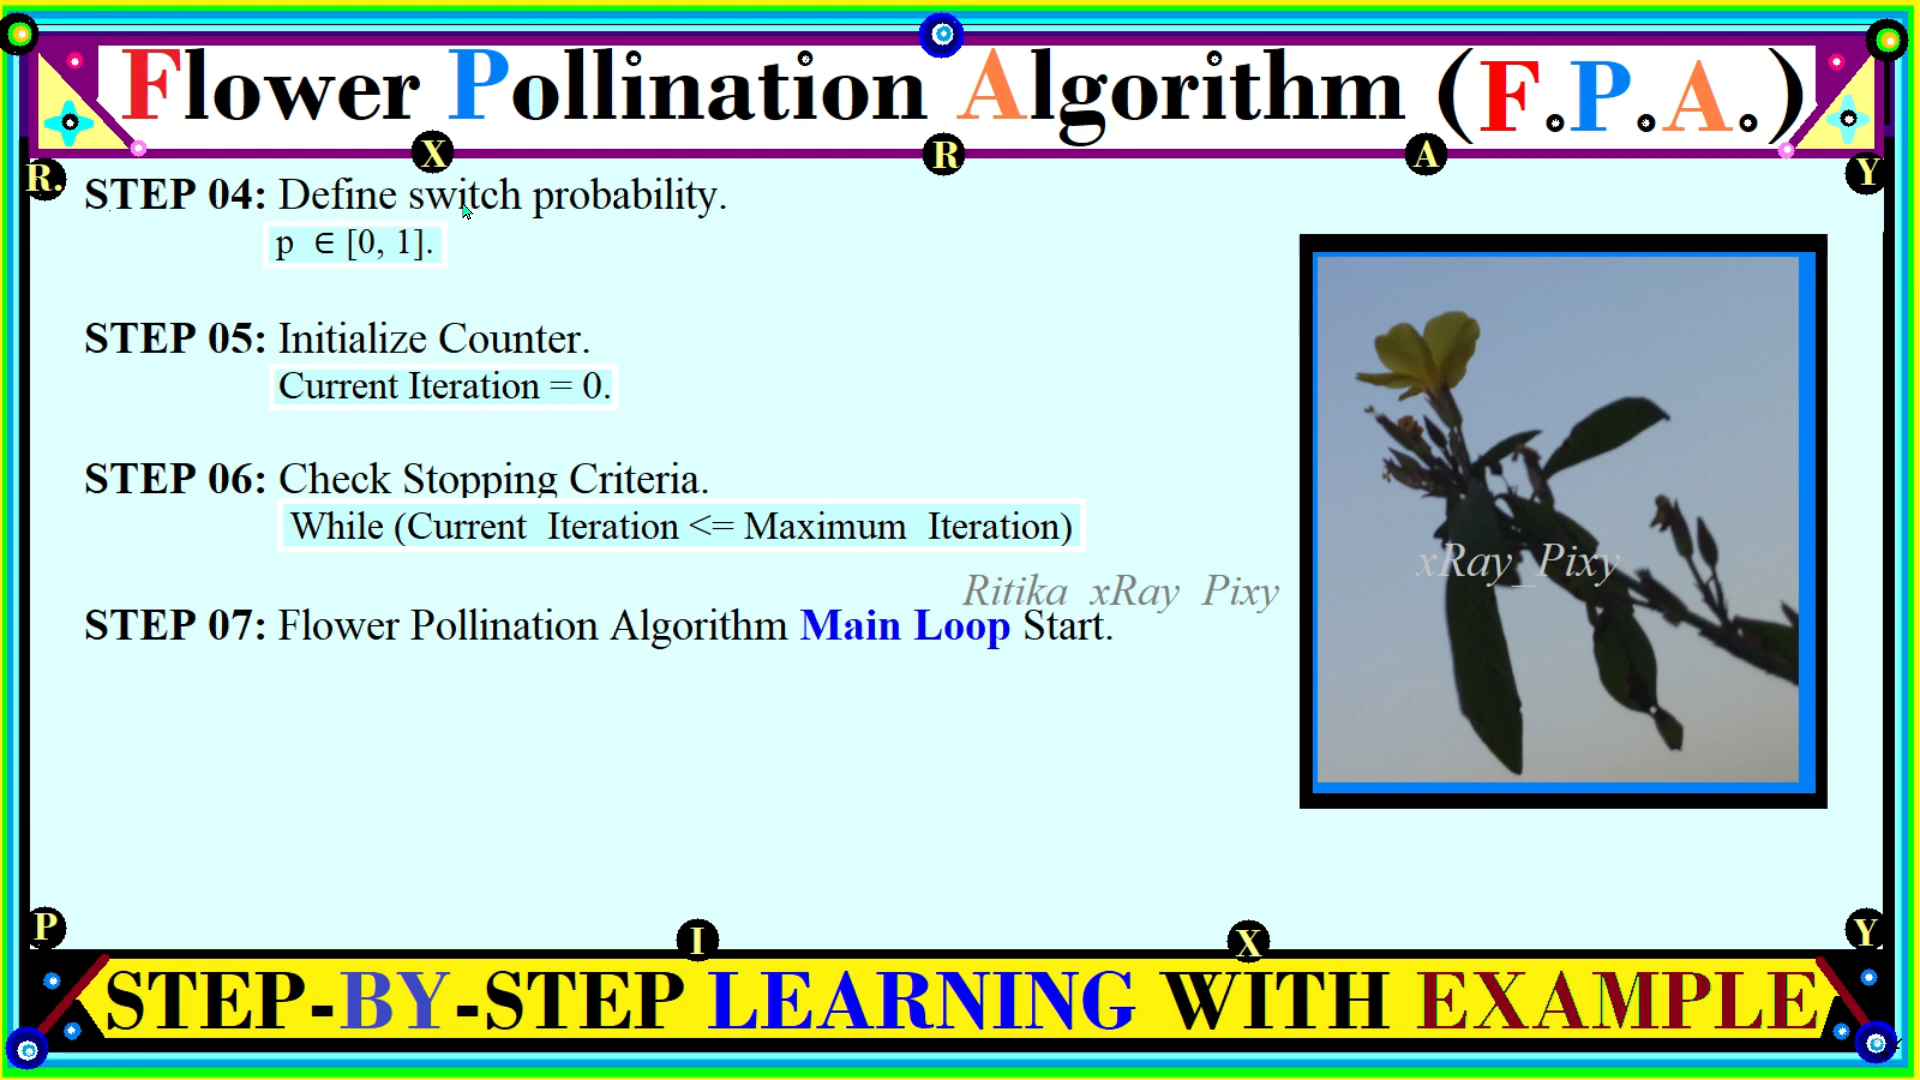 Flower Pollination Algorithm (F.P.A.)
X R A
R. Y
STEP 04: Define switch probability.
p ∈ [0, 1].
STEP 05: Initialize Counter.
Current Iteration = 0.
STEP 06: Check Stopping Criteria.
While (Current Iteration <= Maximum Iteration)
Ritika xRay Pixy
xRay_Pixy
STEP 07: Flower Pollination Algorithm Main Loop Start.
P I X Y
STEP-BY-STEP LEARNING WITH EXAMPLE